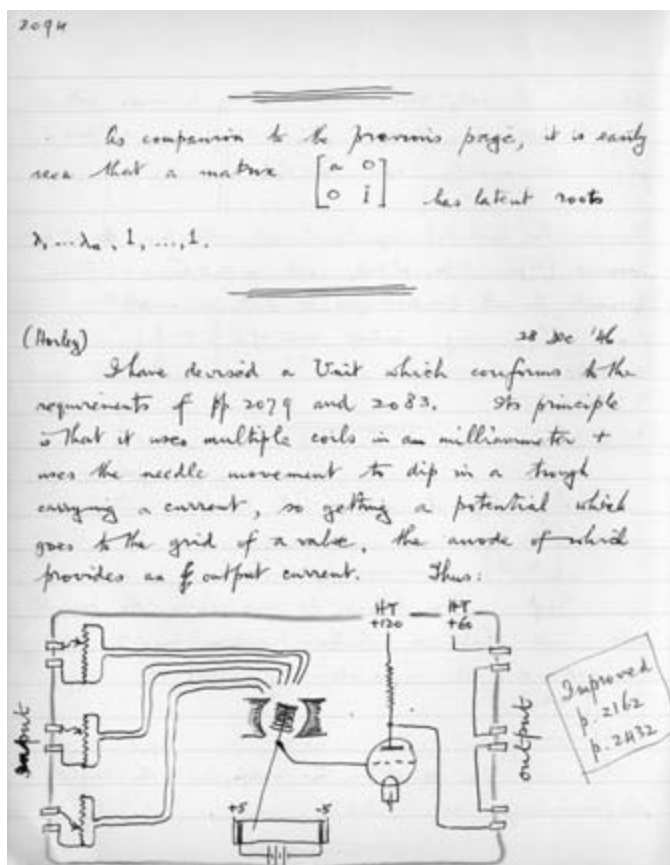 2094
As companion to the previous page, it is easily
seen that a matrix [a 0
0 1] has latent roots
λ₁…λₙ, 1, …, 1.
28 Dec '46
I have devised a Unit which conforms to the
requirements of pp 2079 and 2083. Its principle
is that it uses multiple coils in a milliammeter +
uses the needle movement to dip in a trough
carrying a current, so getting a potential which
goes to the grid of a valve, the anode of which
provides an output current. Thus:
HT HT
+120 +60
input
output
Improved
p. 2162
p. 2432
+5 -5